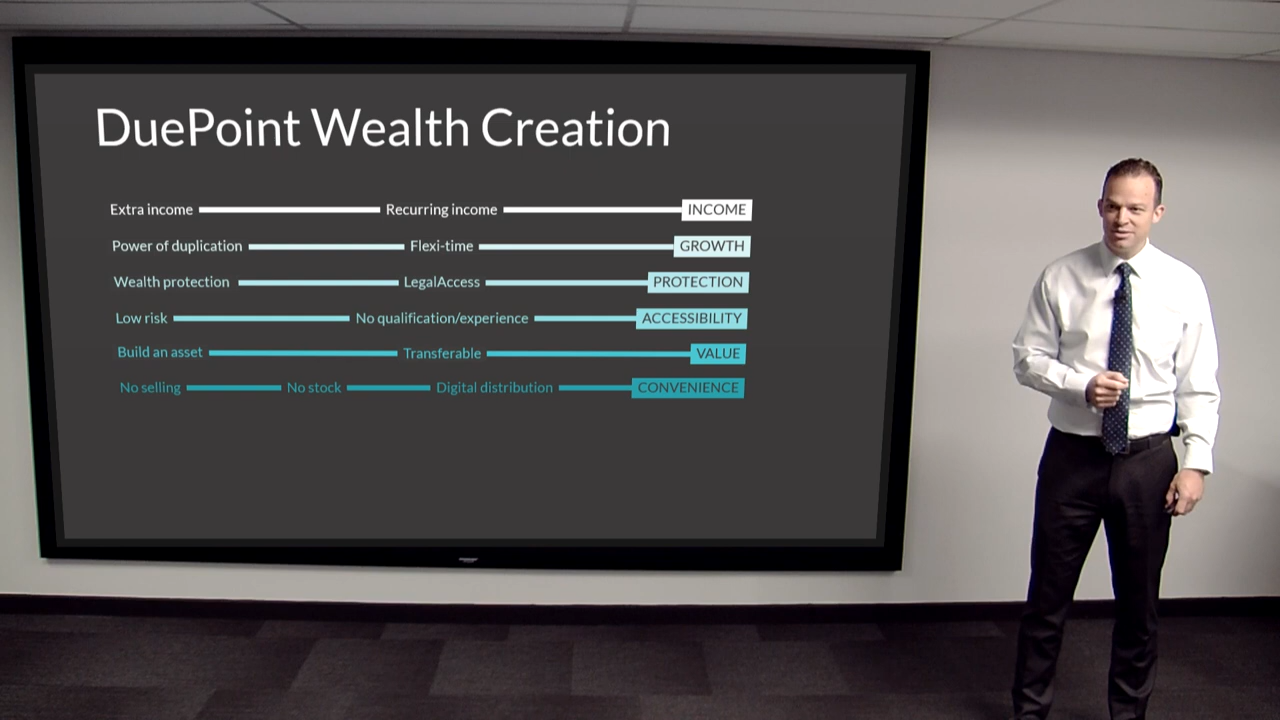 DuePoint Wealth Creation
Extra income Recurring income INCOME
Power of duplication Flexi-time GROWTH
Wealth protection LegalAccess PROTECTION
Low risk No qualification/experience ACCESSIBILITY
Build an asset Transferable VALUE
No selling No stock Digital distribution CONVENIENCE